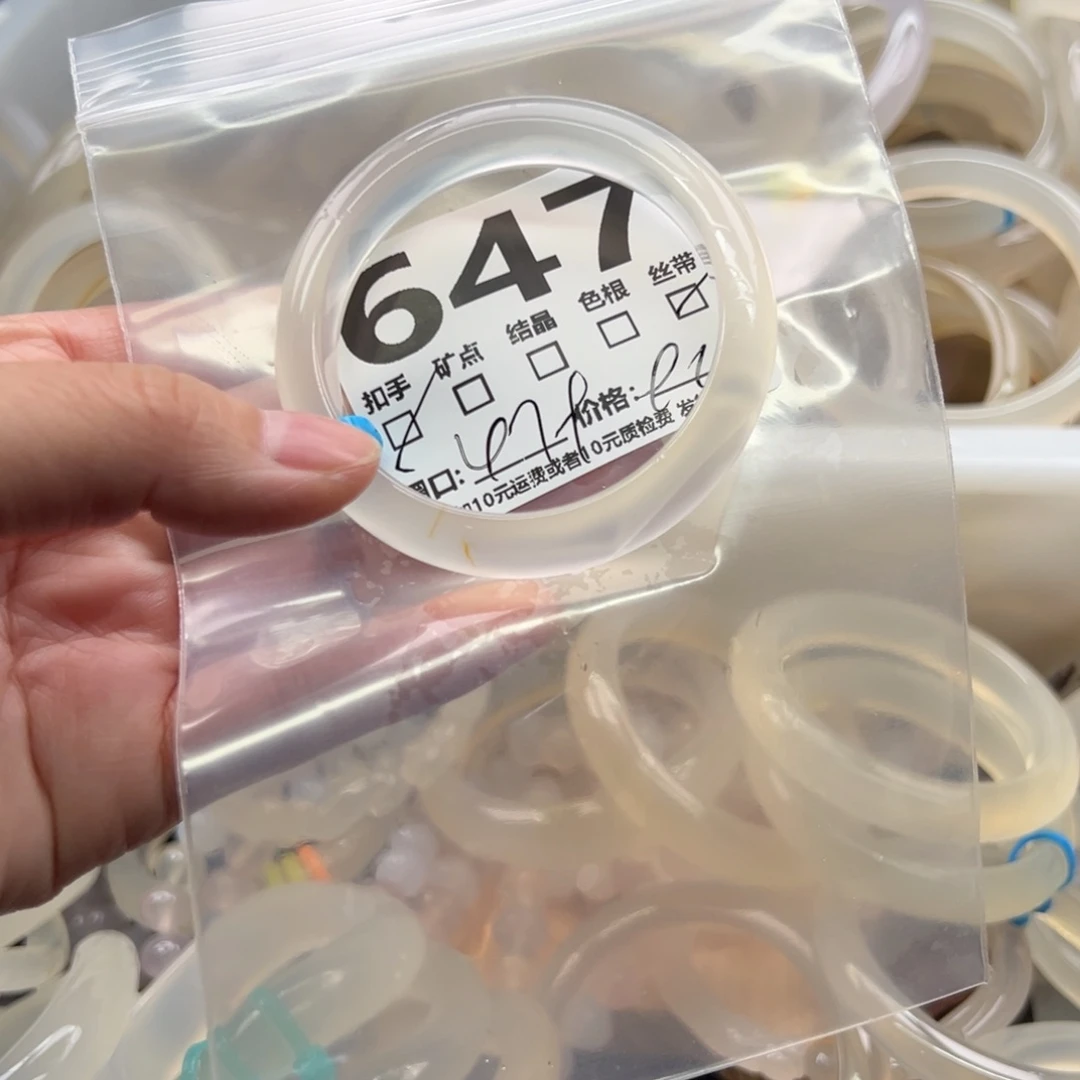 647
扣手 矿点 结晶 色根 丝带
口: 价格:
10元运费或者10元质检费 发